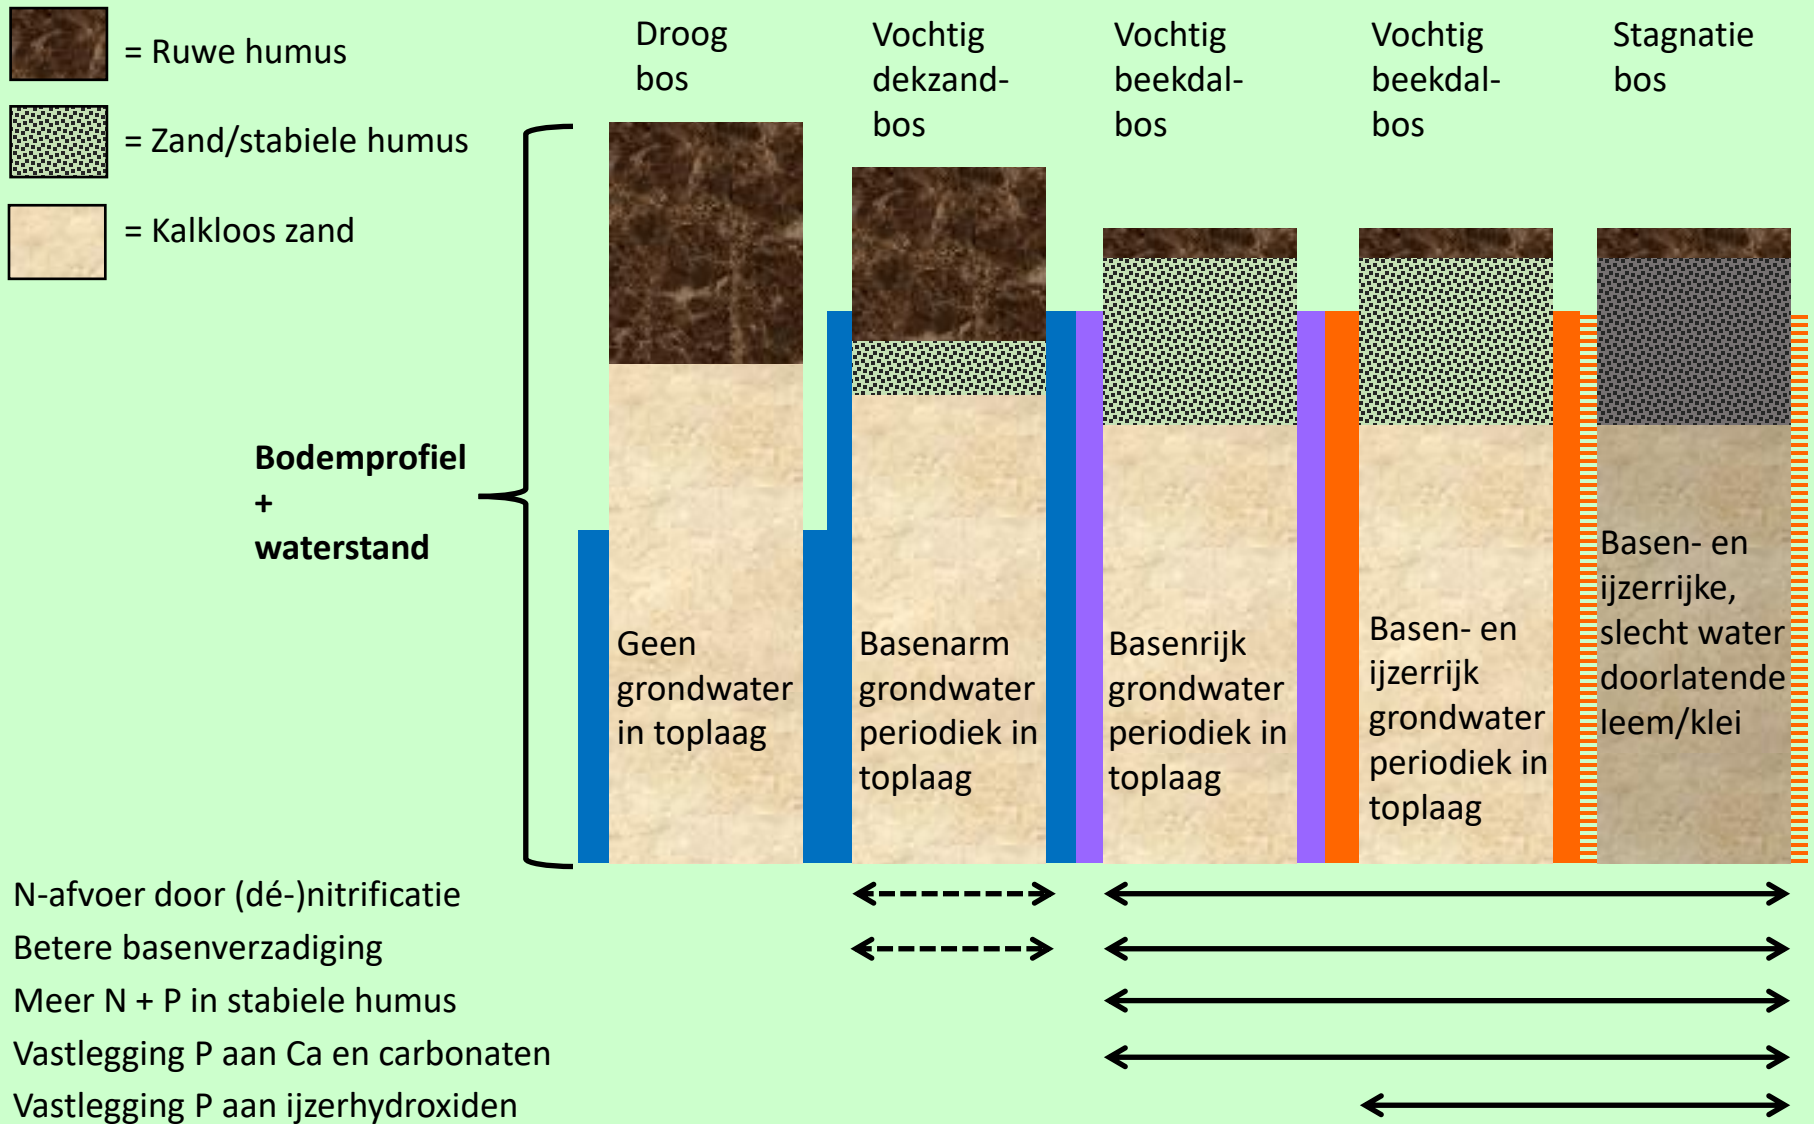 = Ruwe humus
= Zand/stabiele humus
= Kalkloos zand
Droog
bos
Vochtig
dekzand-
bos
Vochtig
beekdal-
bos
Vochtig
beekdal-
bos
Stagnatie
bos
Bodemprofiel
+
waterstand
Geen
grondwater
in toplaag
Basenarm
grondwater
periodiek in
toplaag
Basenrijk
grondwater
periodiek in
toplaag
Basen- en
ijzerrijk
grondwater
periodiek in
toplaag
Basen- en
ijzerrijke,
slecht water
doorlatende
leem/klei
N-afvoer door (dé-)nitrificatie
Betere basenverzadiging
Meer N + P in stabiele humus
Vastlegging P aan Ca en carbonaten
Vastlegging P aan ijzerhydroxiden